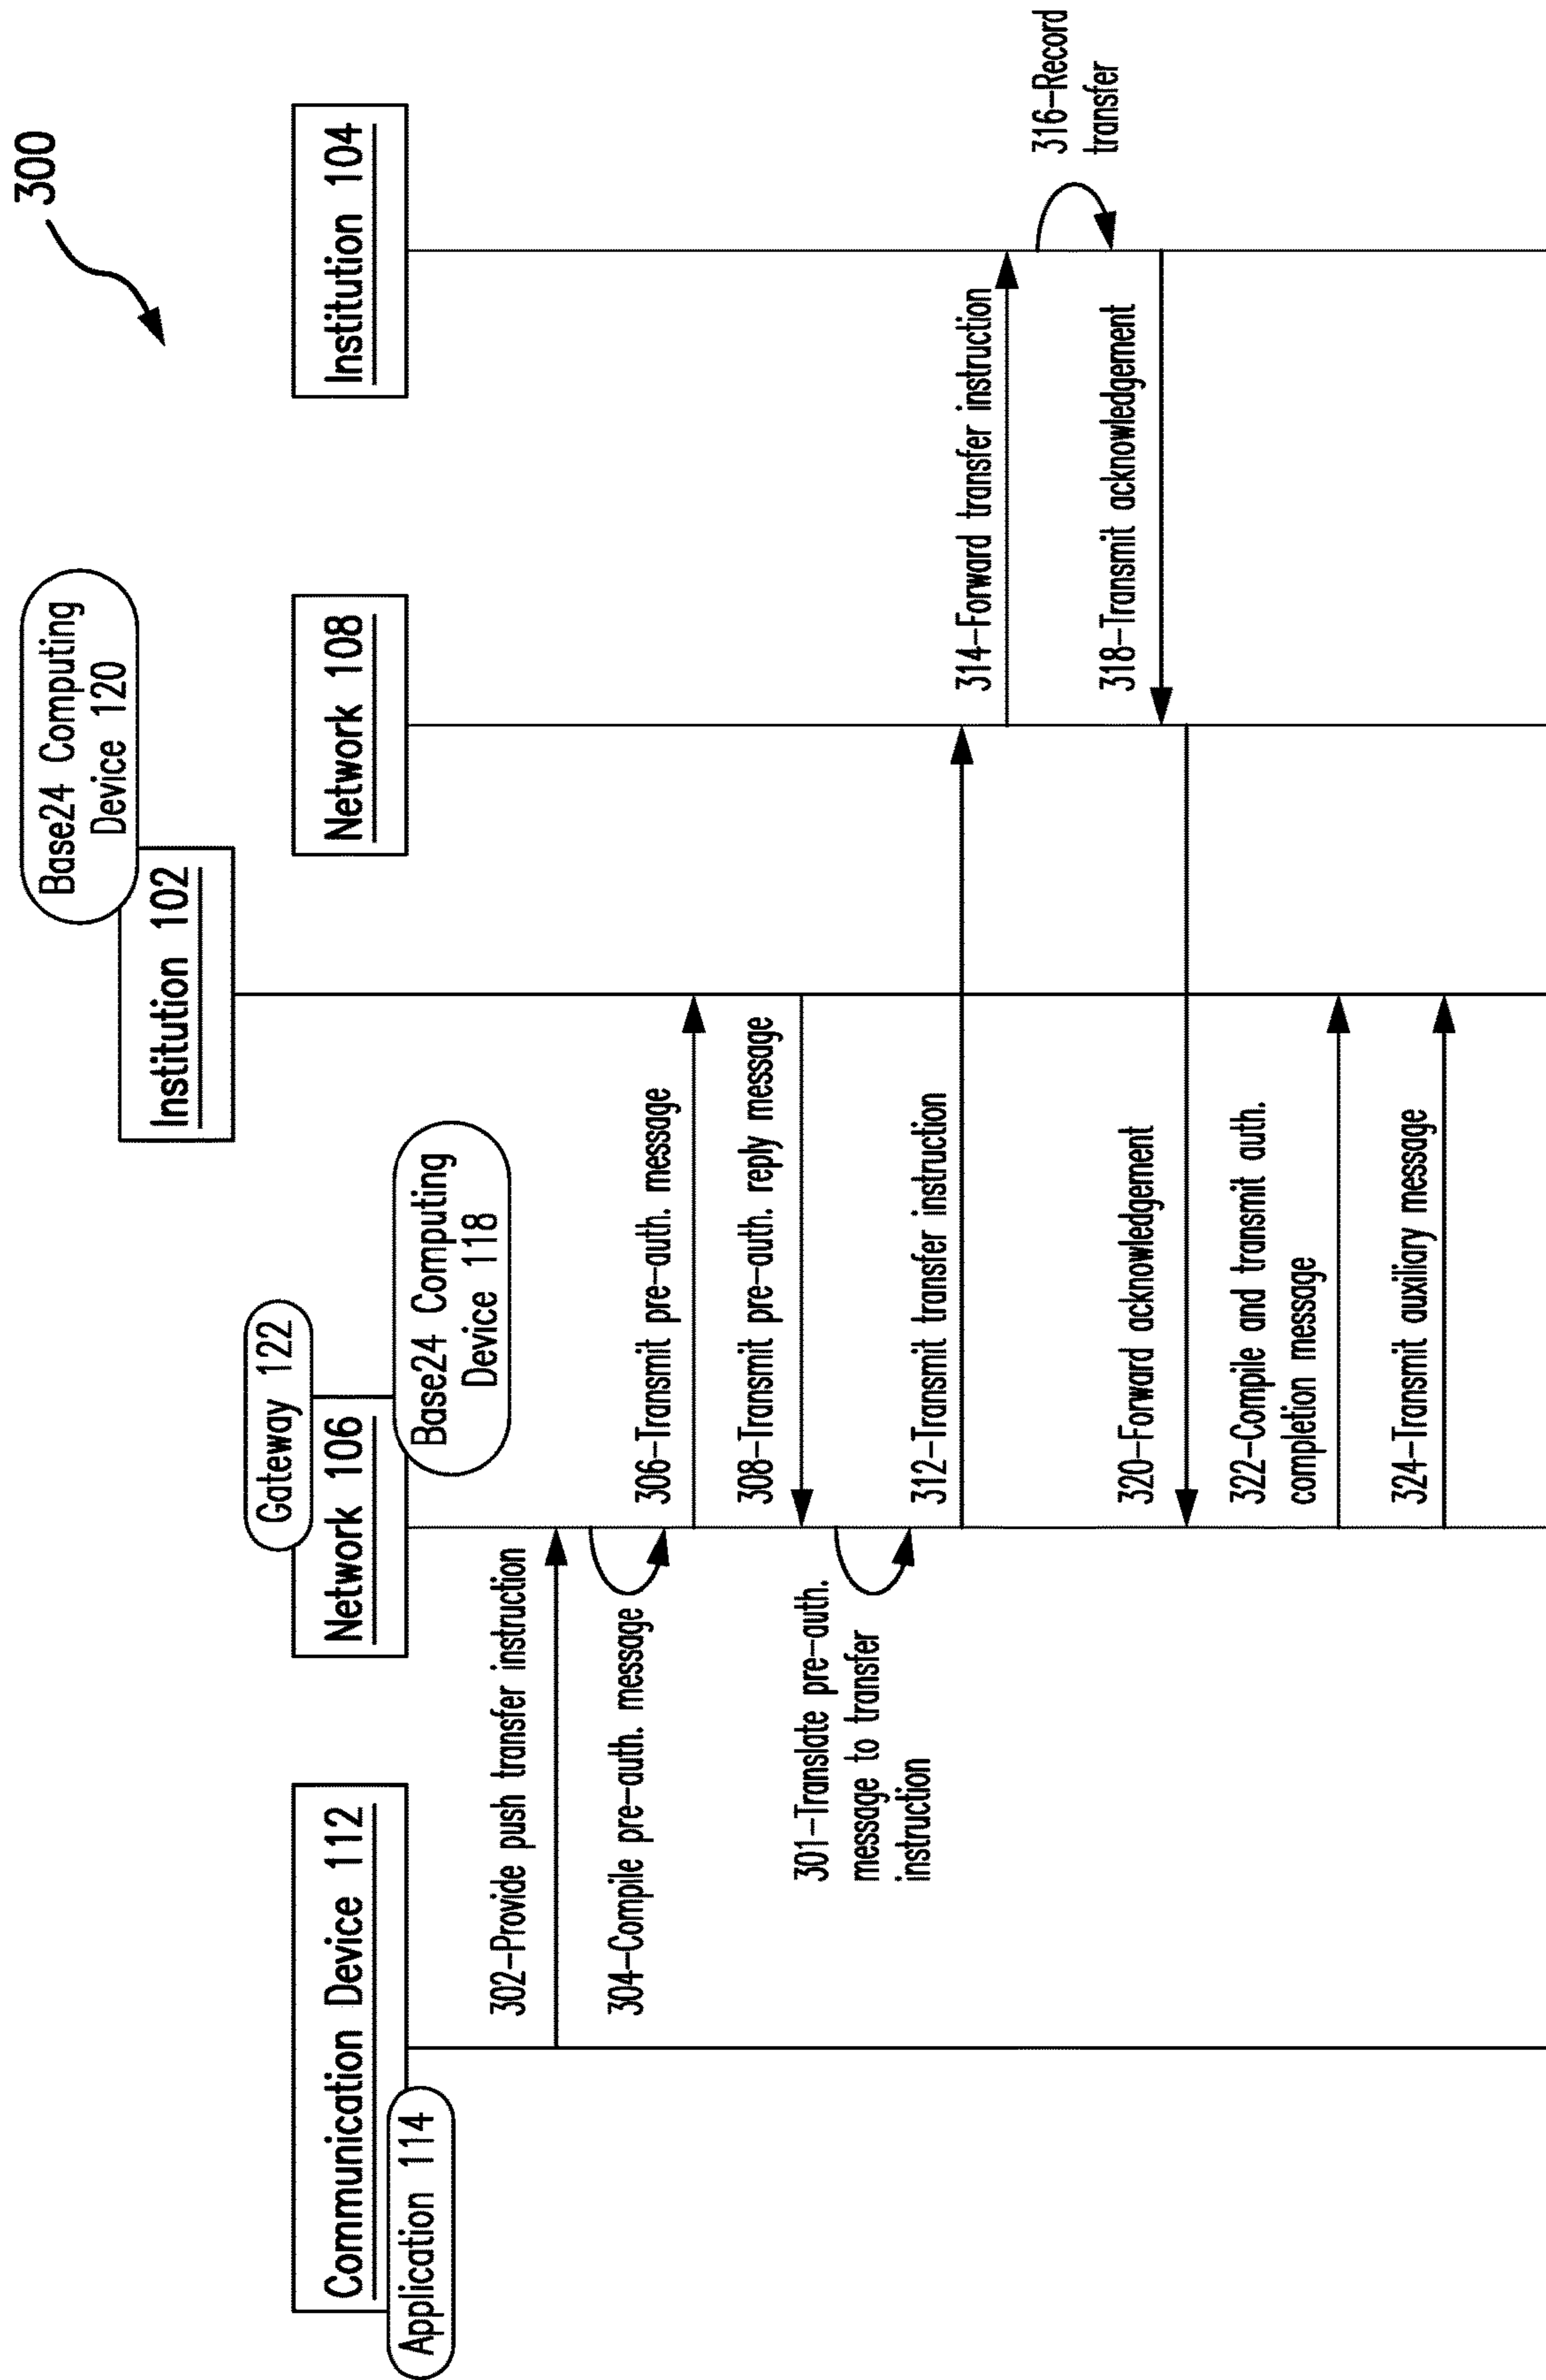 300
Base24 Computing
Device 120
Institution 102
Gateway 122
Communication Device 112
Application 114
Network 106
Base24 Computing
Device 118
Network 108
Institution 104
302–Provide push transfer instruction
304–Compile pre–auth. message
306–Transmit pre–auth. message
308–Transmit pre–auth. reply message
301–Translate pre–auth.
message to transfer
instruction
312–Transmit transfer instruction
314–Forward transfer instruction
316–Record
transfer
318–Transmit acknowledgement
320–Forward acknowledgement
322–Compile and transmit auth.
completion message
324–Transmit auxiliary message